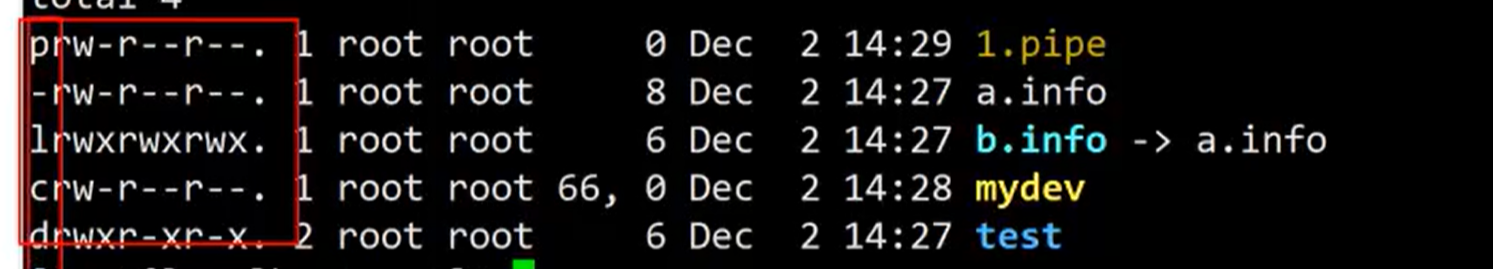 total 4
prw-r--r--. 1 root root     0 Dec  2 14:29 1.pipe
-rw-r--r--. 1 root root     8 Dec  2 14:27 a.info
lrwxrwxrwx. 1 root root     6 Dec  2 14:27 b.info -> a.info
crw-r--r--. 1 root root 66, 0 Dec  2 14:28 mydev
drwxr-xr-x. 2 root root     6 Dec  2 14:27 test